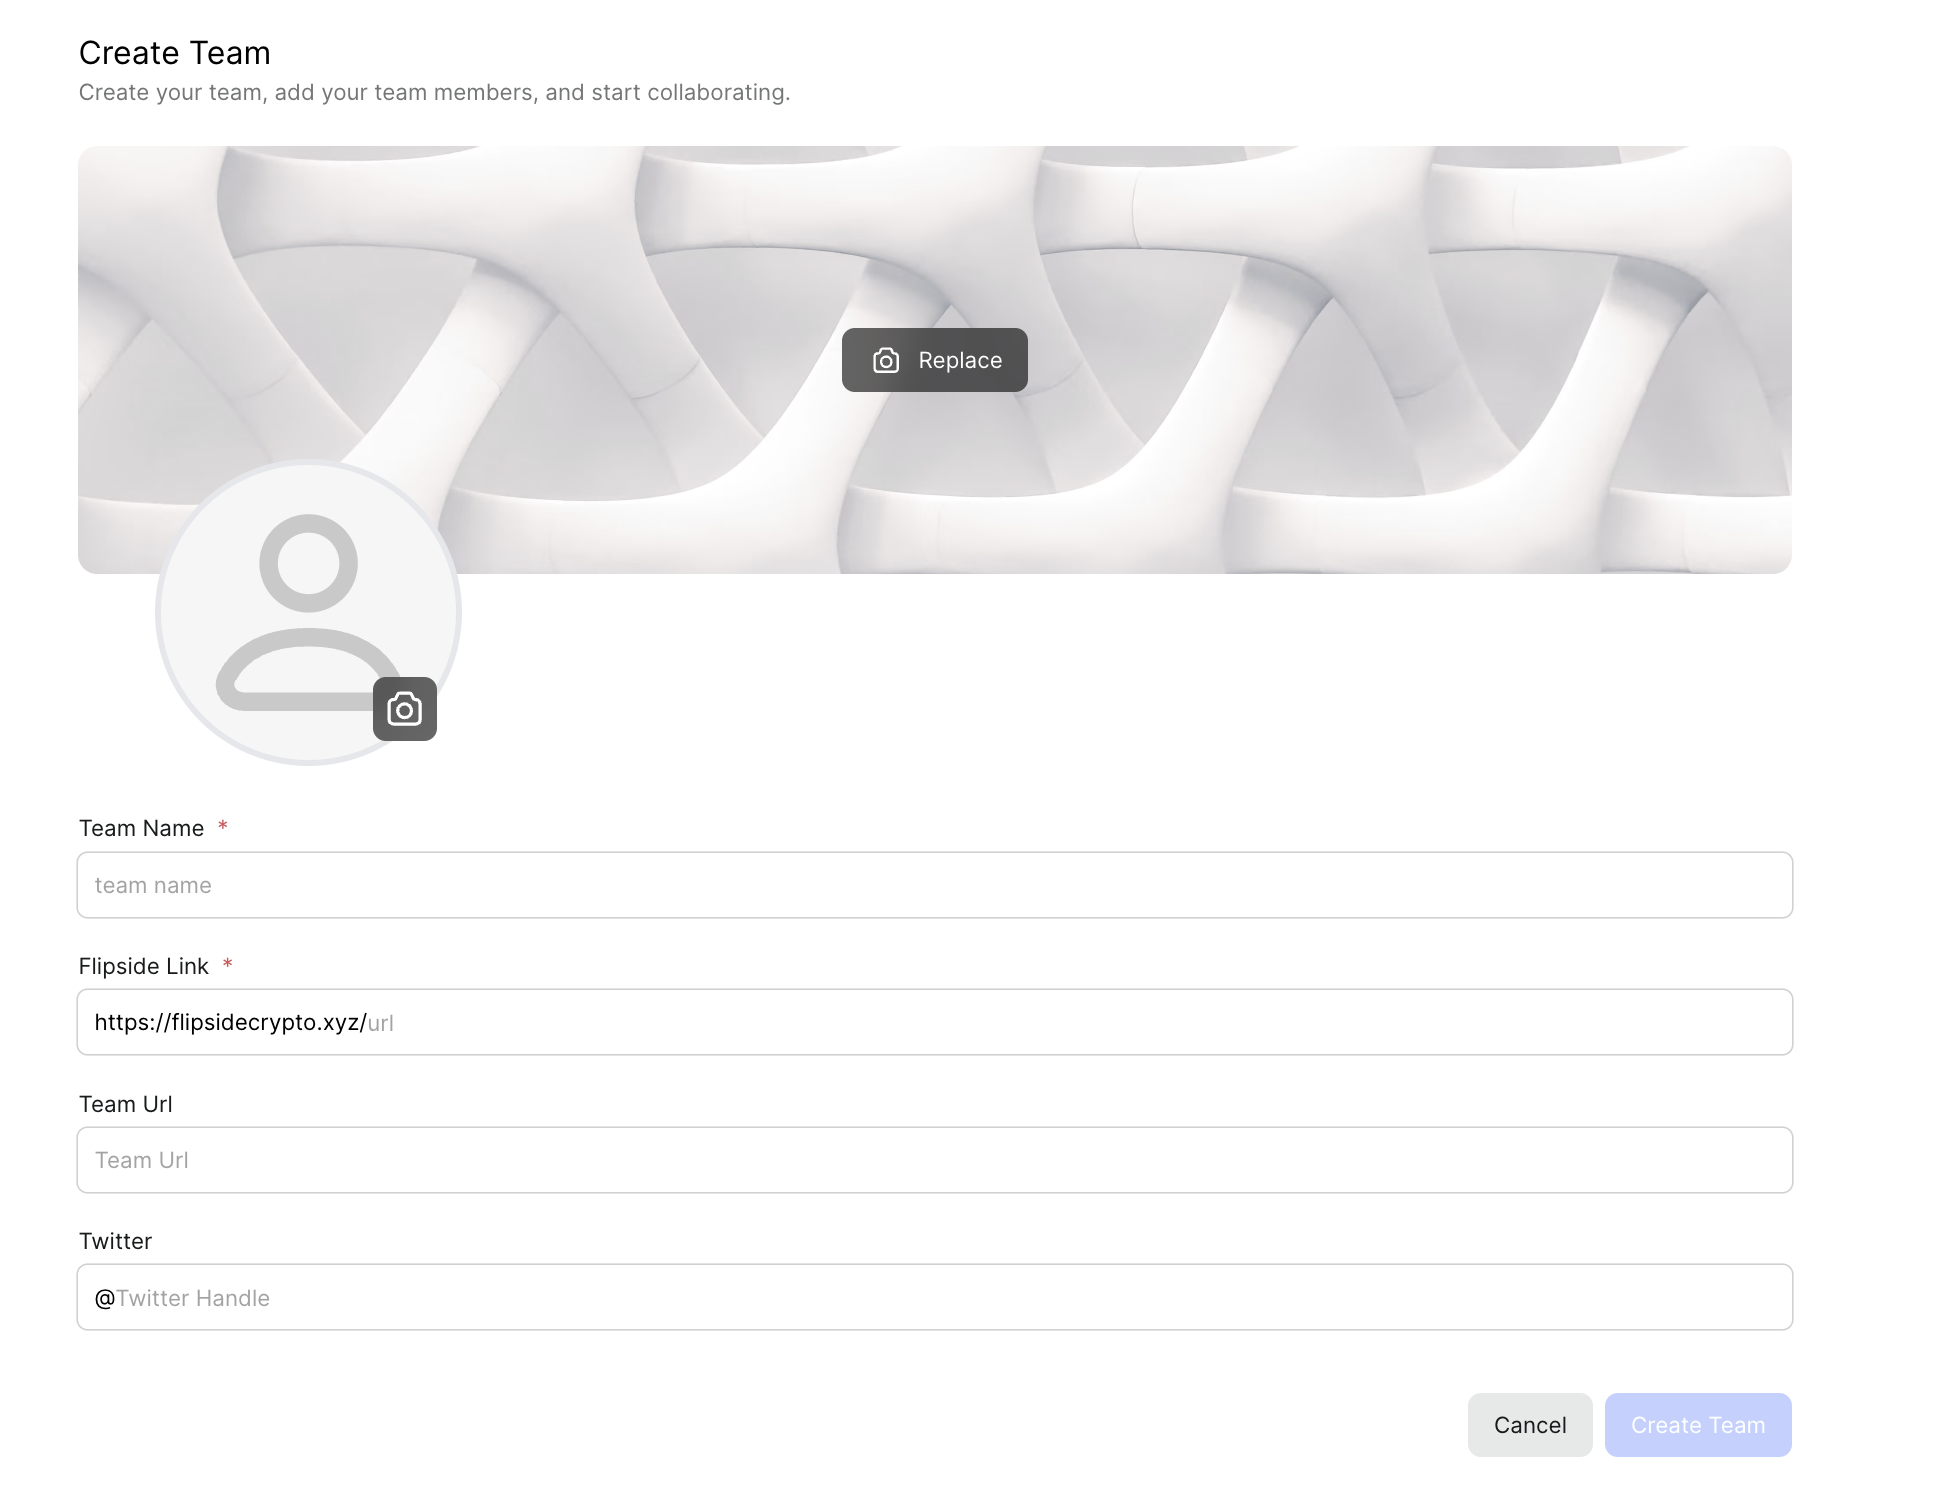 Create Team
Create your team, add your team members, and start collaborating.
Replace
Team Name *
team name
Flipside Link *
https://flipsidecrypto.xyz/url
Team Url
Team Url
Twitter
@Twitter Handle
Cancel Create Team